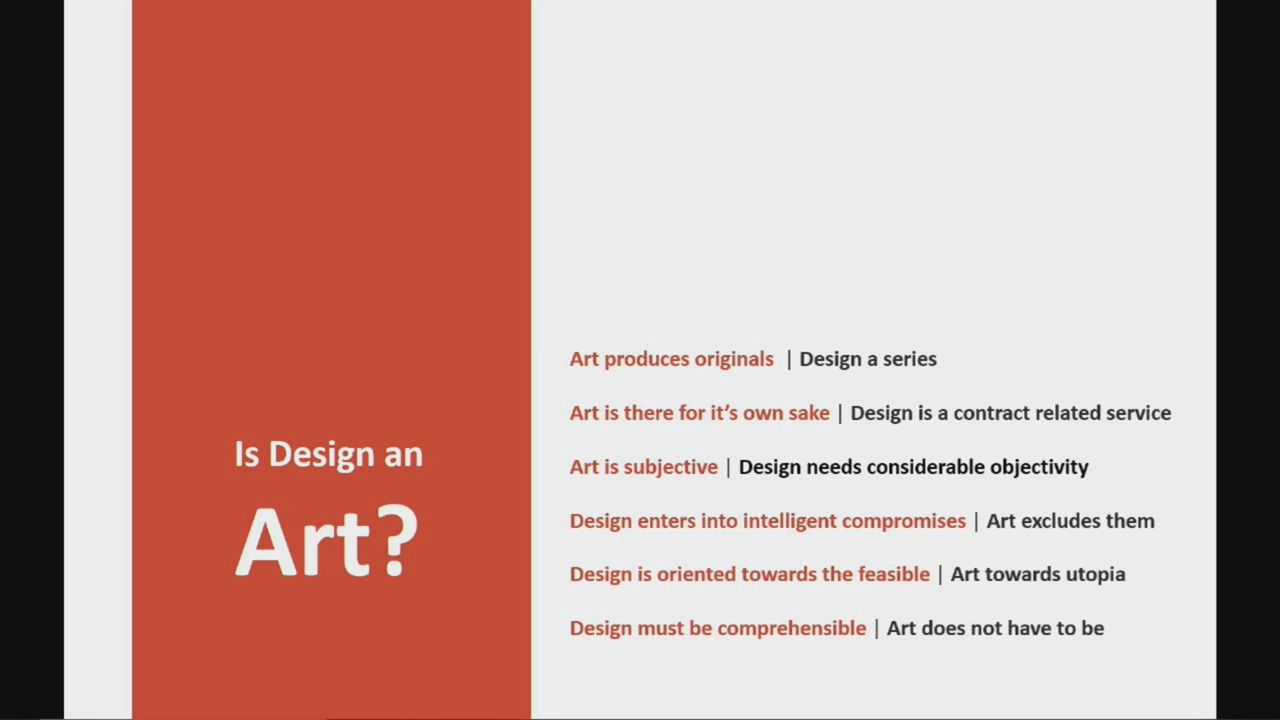 Is Design an
Art?
Art produces originals | Design a series
Art is there for it’s own sake | Design is a contract related service
Art is subjective | Design needs considerable objectivity
Design enters into intelligent compromises | Art excludes them
Design is oriented towards the feasible | Art towards utopia
Design must be comprehensible | Art does not have to be